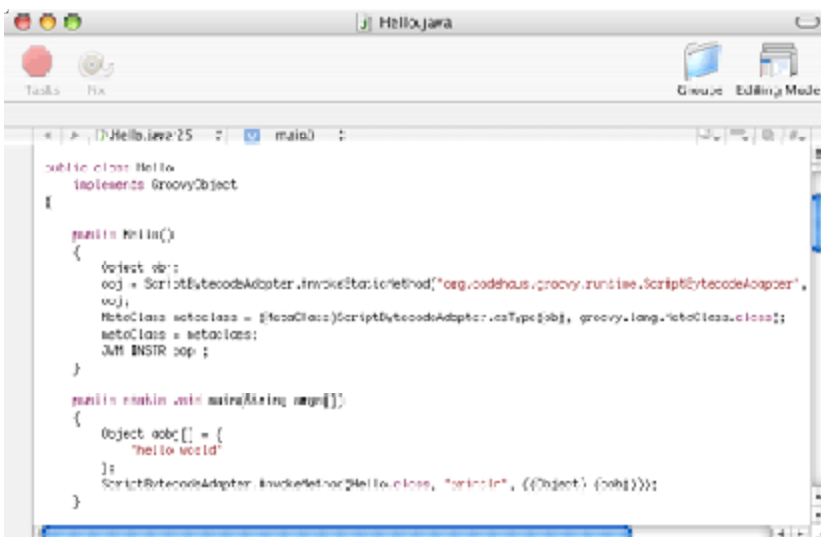 Hello.java
Tasks Fix Groups Editing Mode
Hello.java:25 main()
public class Hello
implements GroovyObject
{
public Hello()
{
Object obj;
obj = ScriptBytecodeAdapter.invokeStaticMethod("org.codehaus.groovy.runtime.ScriptBytecodeAdapter",
obj;
MetaClass metaclass = (MetaClass)ScriptBytecodeAdapter.asType(obj, groovy.lang.MetaClass.class);
metaClass = metaclass;
JVM INSTR pop ;
}
public static void main(String args[])
{
Object aobj[] = {
"hello world"
};
ScriptBytecodeAdapter.invokeMethod(Hello.class, "println", ((Object) (aobj)));
}